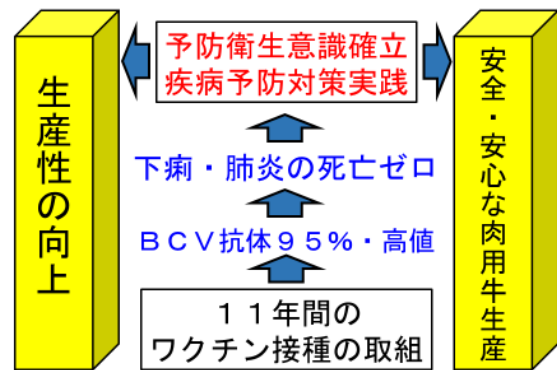 生産性の向上
予防衛生意識確立
疾病予防対策実践
下痢・肺炎の死亡ゼロ
ＢＣＶ抗体９５％・高値
１１年間の
ワクチン接種の取組
安全・安心な肉用牛生産